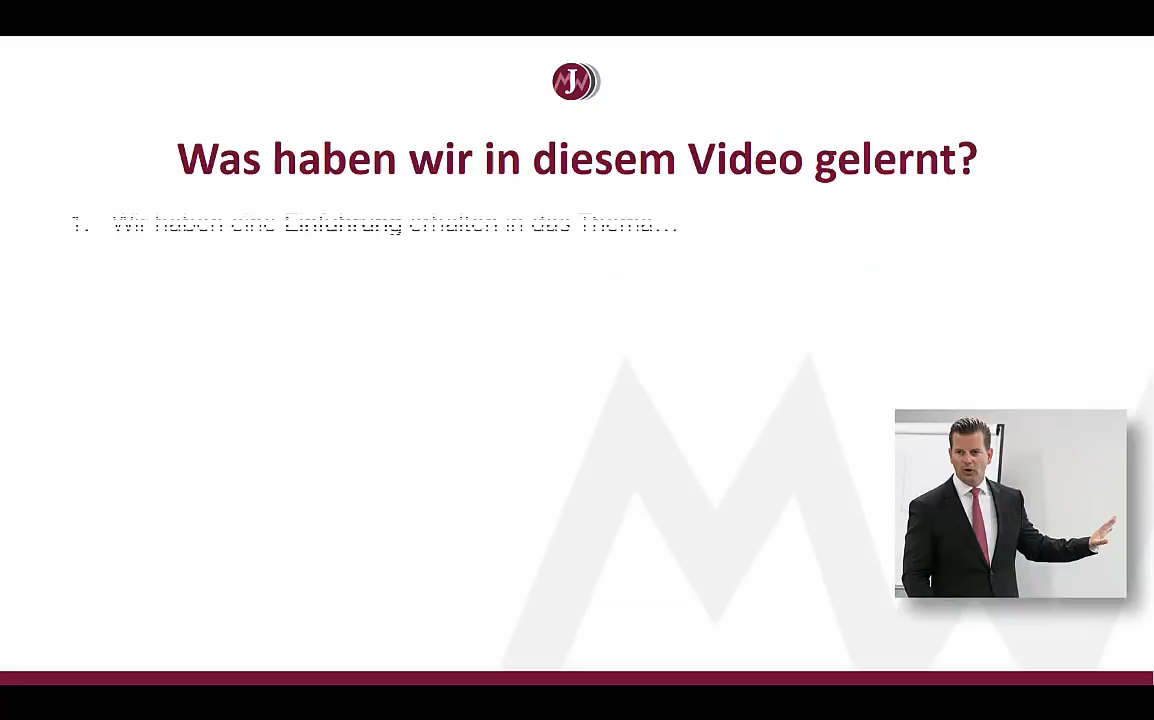 Was haben wir in diesem Video gelernt?
1. Wir haben eine Einführung erhalten in das Thema...